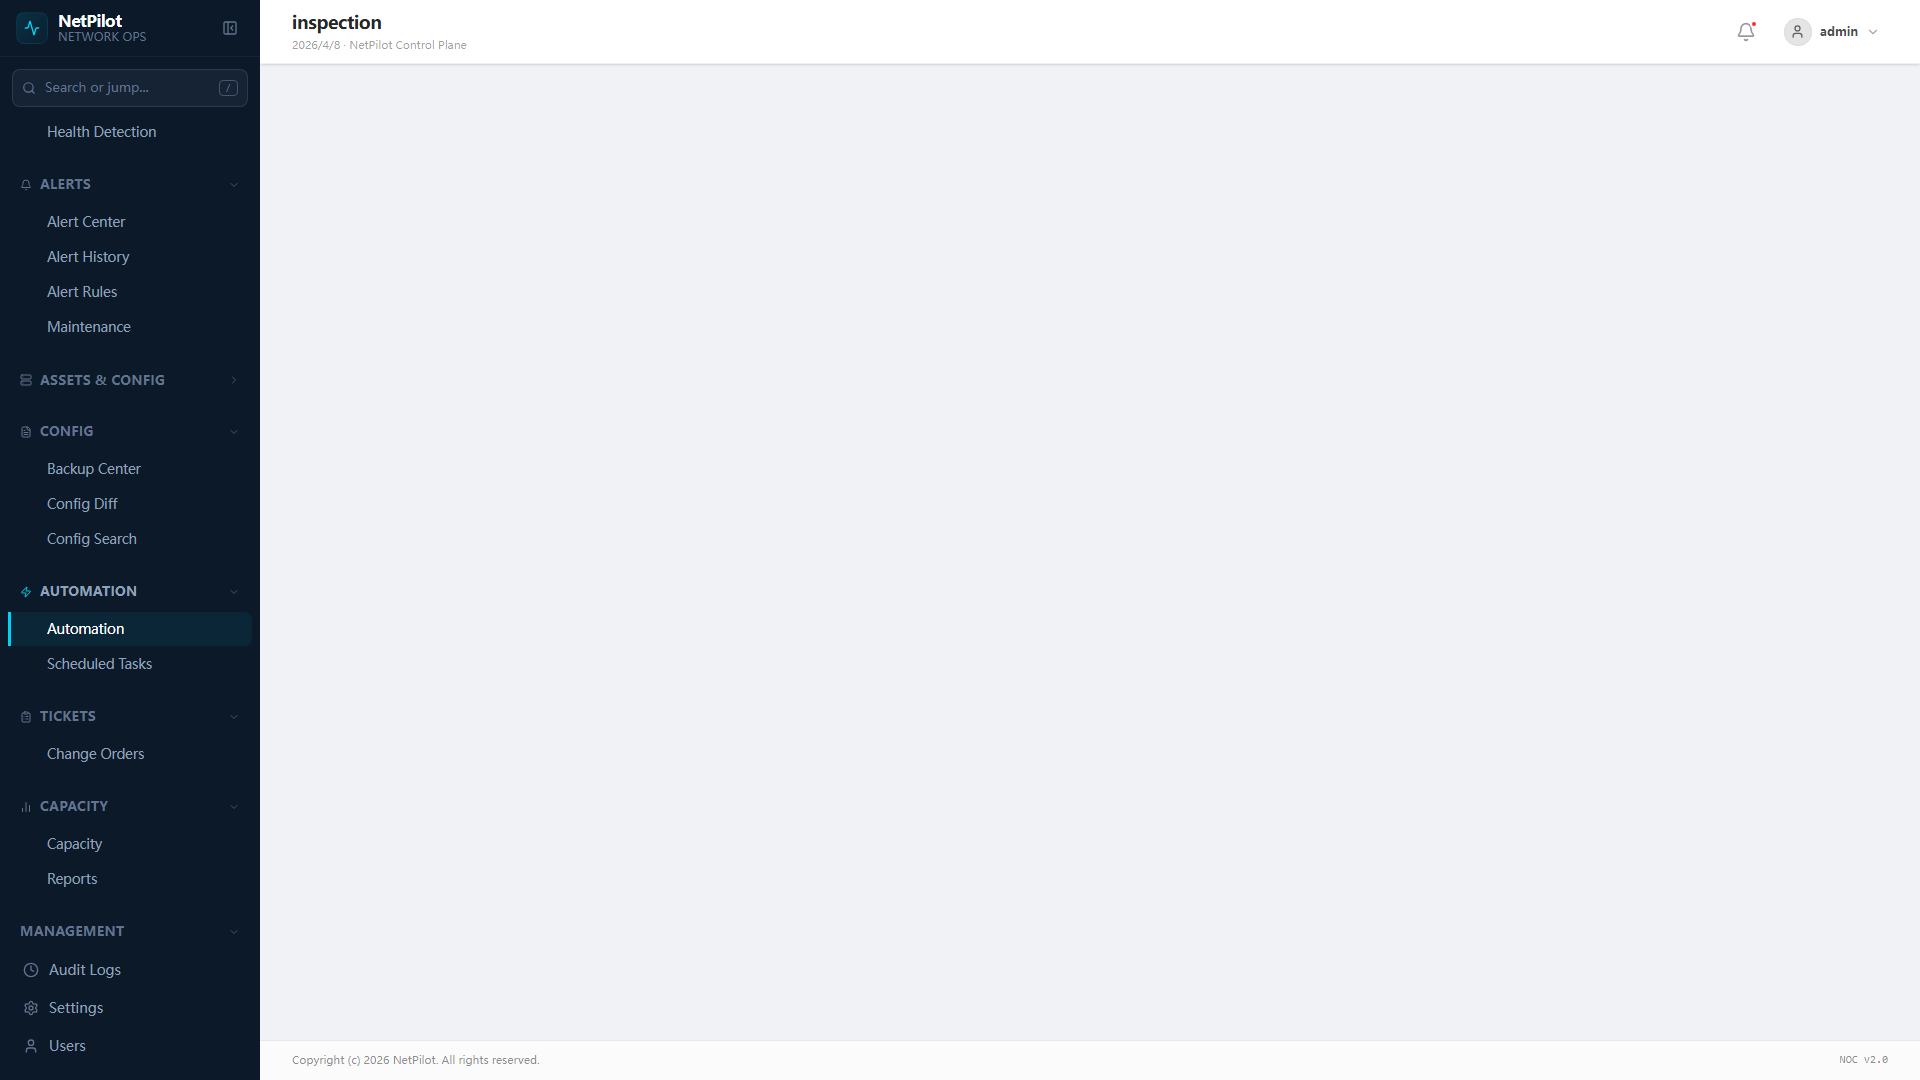 NetPilot
NETWORK OPS
Search or jump...
/
Health Detection
ALERTS
Alert Center
Alert History
Alert Rules
Maintenance
ASSETS & CONFIG
CONFIG
Backup Center
Config Diff
Config Search
AUTOMATION
Automation
Scheduled Tasks
TICKETS
Change Orders
CAPACITY
Capacity
Reports
MANAGEMENT
Audit Logs
Settings
Users
inspection
2026/4/8 · NetPilot Control Plane
admin
Copyright (c) 2026 NetPilot. All rights reserved.
NOC v2.0